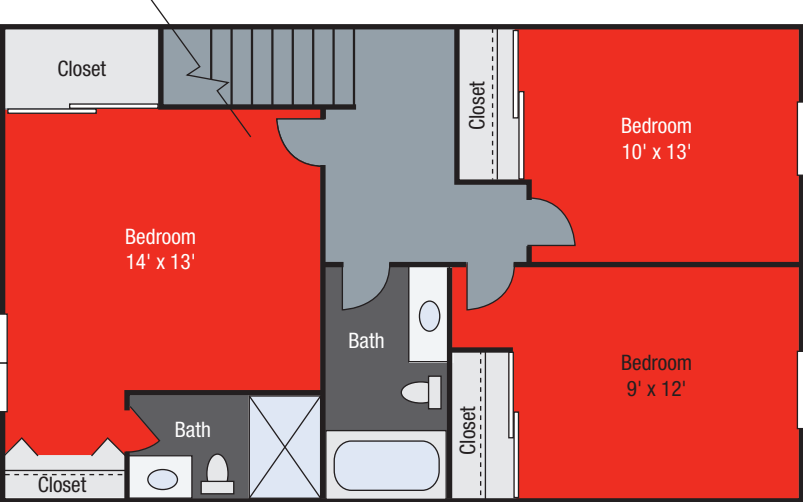 Closet
Closet
Bedroom
10' x 13'
Bedroom
14' x 13'
Bath
Bedroom
9' x 12'
Bath
Closet
Closet